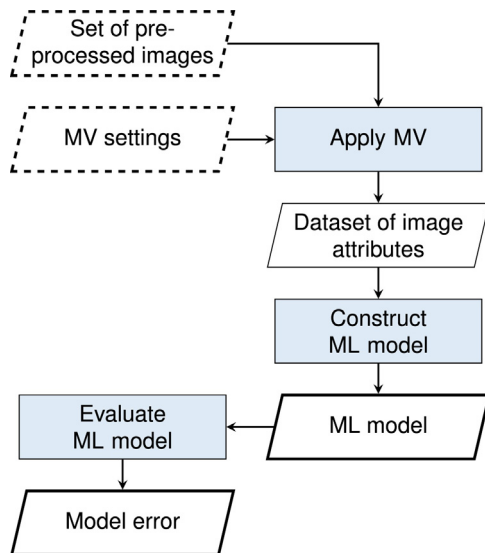 Set of pre-
processed images
MV settings
Apply MV
Dataset of image
attributes
Construct
ML model
Evaluate
ML model
ML model
Model error